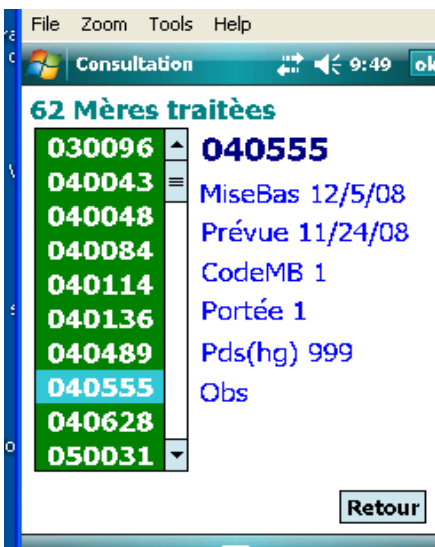 File Zoom Tools Help
Consultation 9:49 ok
62 Mères traitèes
030096
040043
040048
040084
040114
040136
040489
040555
040628
050031
040555
MiseBas 12/5/08
Prévue 11/24/08
CodeMB 1
Portée 1
Pds(hg) 999
Obs
Retour